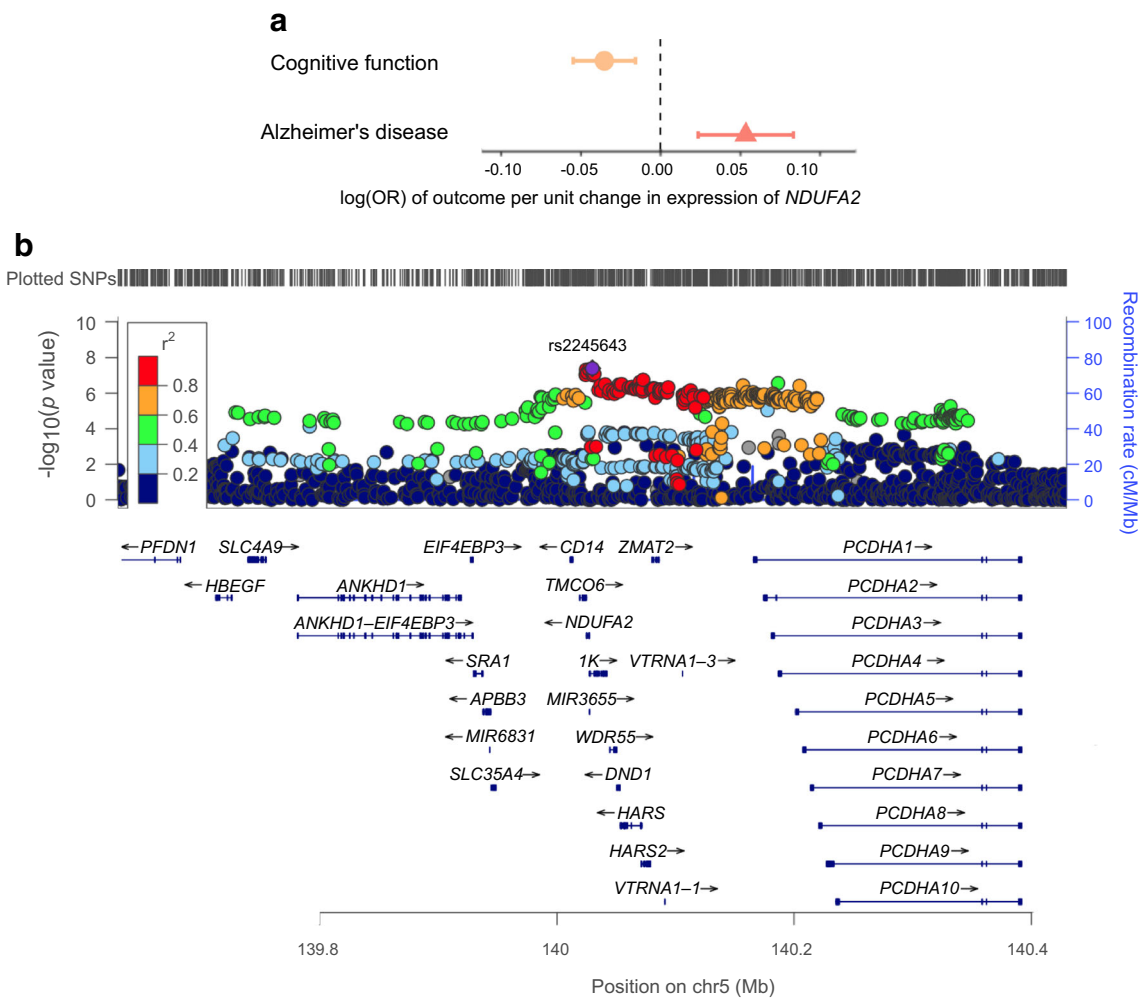 a
Cognitive function
Alzheimer's disease
-0.10 -0.05 0.00 0.05 0.10
log(OR) of outcome per unit change in expression of NDUFA2
b
Plotted SNPs
-log10(p value)
10
8
6
4
2
0
r2
0.8
0.6
0.4
0.2
rs2245643
100
80
60
40
20
0
Recombination rate (cM/Mb)
←PFDN1 SLC4A9→ EIF4EBP3→ ←CD14 ZMAT2→ PCDHA1→
←HBEGF ANKHD1→ TMCO6→ PCDHA2→
ANKHD1–EIF4EBP3→ ←NDUFA2 PCDHA3→
←SRA1 1K→ VTRNA1–3→ PCDHA4→
←APBB3 MIR3655→ PCDHA5→
←MIR6831 WDR55→ PCDHA6→
SLC35A4→ ←DND1 PCDHA7→
←HARS PCDHA8→
HARS2→ PCDHA9→
VTRNA1–1→ PCDHA10→
139.8 140 140.2 140.4
Position on chr5 (Mb)